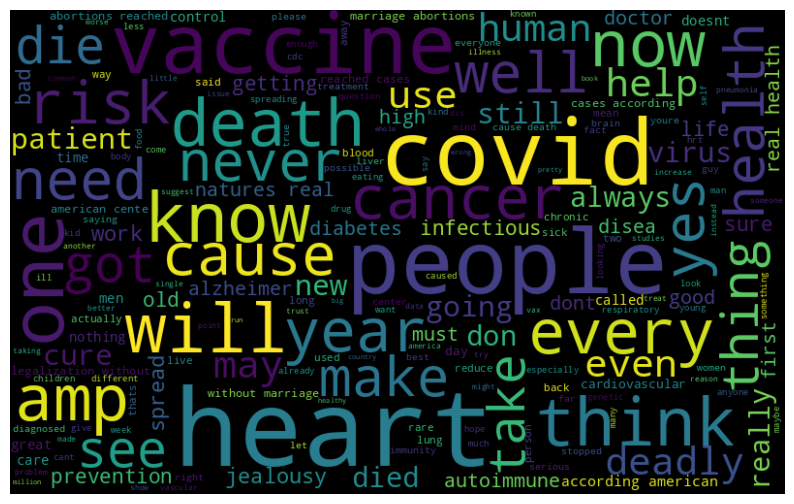 abortions reached
control
please
marriage abortions
known
worse
less
enough
away
human
doctor
doesnt
everyone
illness
vaccine
die
now
bad
way
said
cdc
getting
reached cases
according
well
help
health
real health
risk
use
spreading
treatment
question
kind
still
cases according
self
pneumonia
issue
book
death
high
cause death
mean
youre
patient
food
true
covid
life
brain
fact
hrt
time
body
blood
whole
mind
say
wrong
virus
guy
never
come
liver
possible
eating
pretty
increase
someone
need
suggest
natures real
cancer
always
man
american cente
drug
chronic
two
instead
saying
know
diabetes
infectious
sick
disea
studies
sure
yes
kid
another
one
work
got
cause
people
looking
look
ill
single
caused
alzheimer
new
going
dont
called
treat
good
young
something
men
old
long
center
big
data
vax
respiratory
better
want
actually
trust
run
point
nothing
will
year
must
don
every
thing
taking
america
cure
may
used
best
day
try
even
first
legalization without
live
country
reduce
especially
women
children
different
already
make
take
back
cardiovascular
reason
thats
without marriage
might
far
genetic
anyone
maybe
amp
spread
diagnosed
give
week
healthy
heart
rare
hope
person
think
many
really
great
made
let
lung
much
see
cant
immunity
stopped
deadly
care
right
problem
serious
prevention
jealousy
died
autoimmune
according american
million
show
vascular